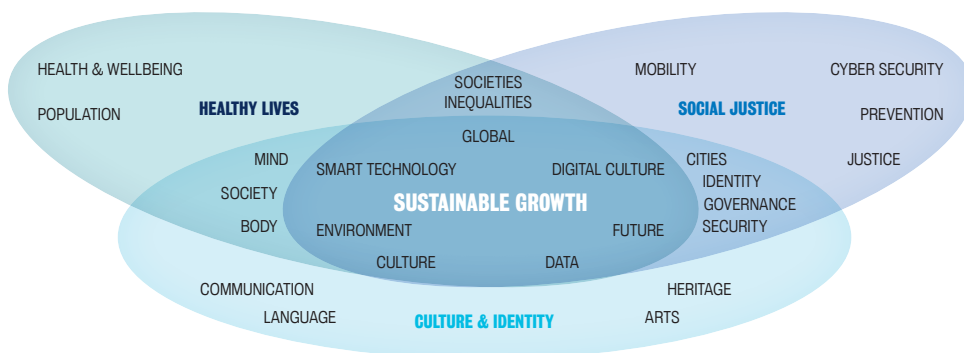 HEALTH & WELLBEING
POPULATION
HEALTHY LIVES
SOCIETIES
INEQUALITIES
MOBILITY
CYBER SECURITY
SOCIAL JUSTICE
PREVENTION
JUSTICE
GLOBAL
MIND
SOCIETY
BODY
SMART TECHNOLOGY
DIGITAL CULTURE
SUSTAINABLE GROWTH
ENVIRONMENT
FUTURE
CULTURE
DATA
CITIES
IDENTITY
GOVERNANCE
SECURITY
COMMUNICATION
LANGUAGE
CULTURE & IDENTITY
HERITAGE
ARTS